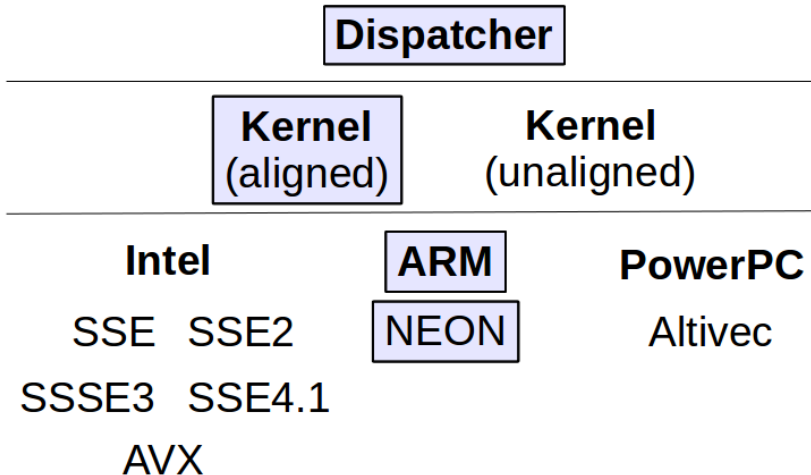 Dispatcher
Kernel Kernel
(aligned) (unaligned)
Intel ARM PowerPC
SSE SSE2 NEON Altivec
SSSE3 SSE4.1
AVX